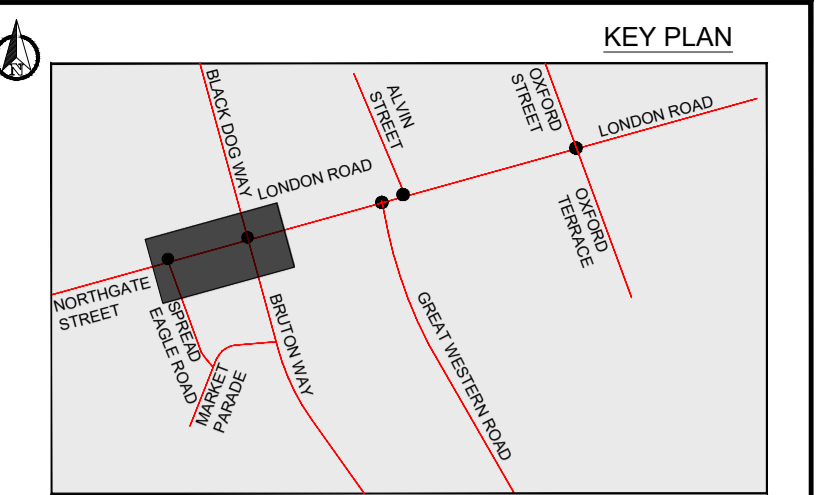 KEY PLAN
N
BLACK DOG WAY
ALVIN
STREET
OXFORD
STREET
LONDON ROAD
LONDON ROAD
OXFORD
TERRACE
NORTHGATE
STREET
SPREAD
EAGLE ROAD
MARKET
PARADE
BRUTON WAY
GREAT WESTERN ROAD